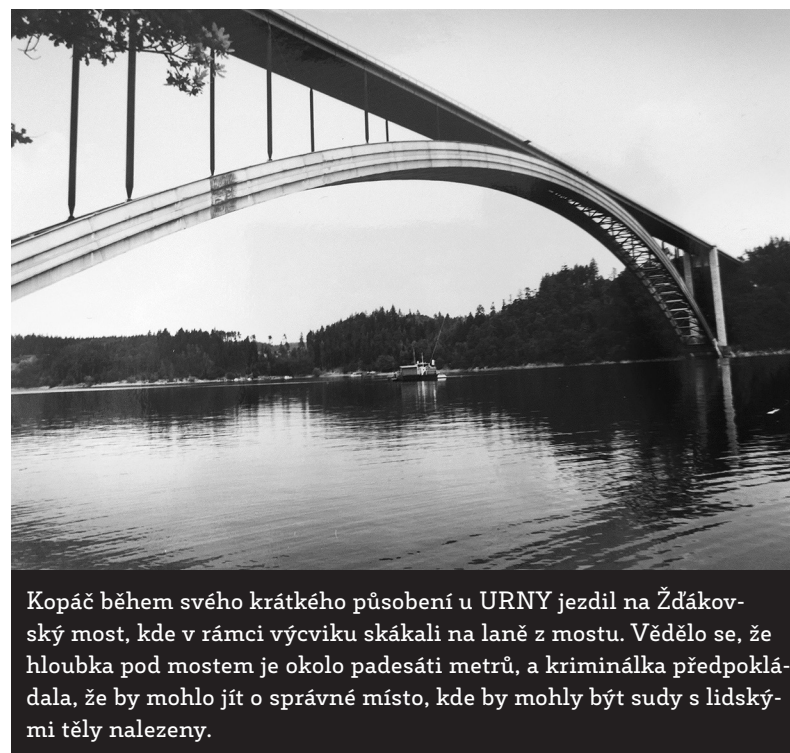 Kopáč během svého krátkého působení u URNY jezdil na Žďákov-
ský most, kde v rámci výcviku skákali na laně z mostu. Vědělo se, že
hloubka pod mostem je okolo padesáti metrů, a kriminálka předpoklá-
dala, že by mohlo jít o správné místo, kde by mohly být sudy s lidský-
mi těly nalezeny.